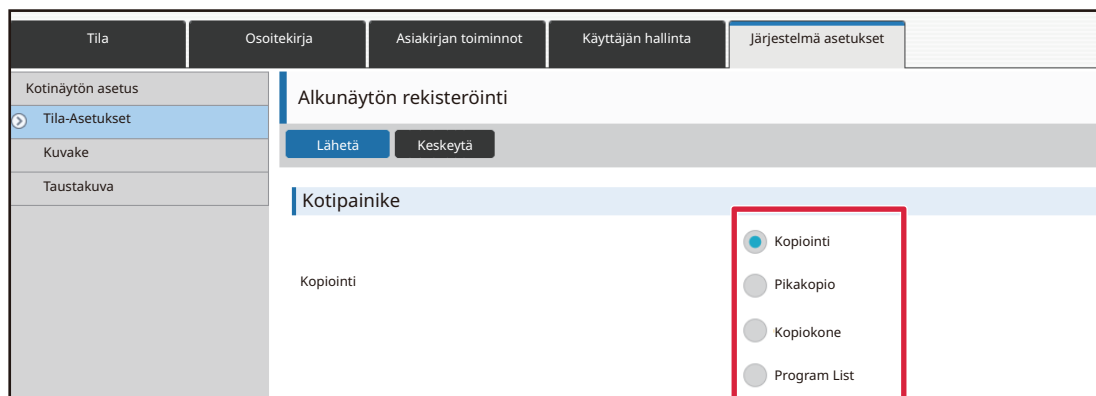 Tila
Osoitekirja
Asiakirjan toiminnot
Käyttäjän hallinta
Järjestelmä asetukset
Kotinäytön asetus
Tila-Asetukset
Kuvake
Taustakuva
Alkunäytön rekisteröinti
Lähetä
Keskeytä
Kotipainike
Kopiointi
Kopiointi
Pikakopio
Kopiokone
Program List